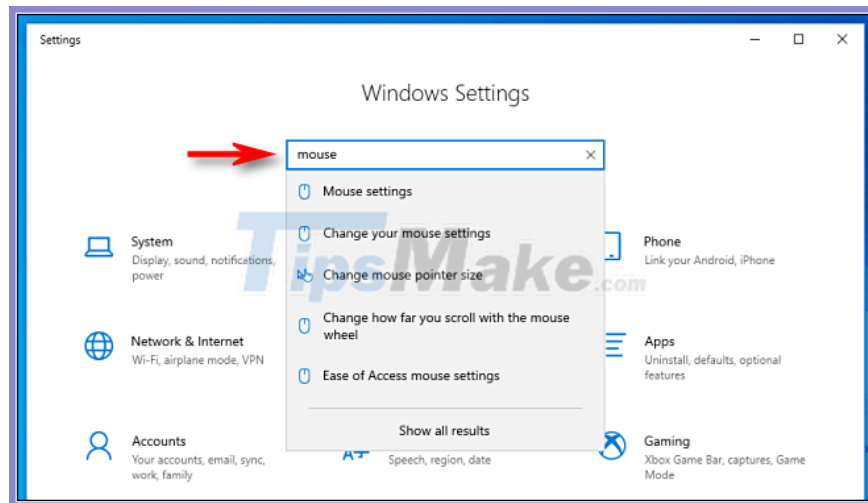 Settings
Windows Settings
mouse
Mouse settings
Change your mouse settings
Change mouse pointer size
Change how far you scroll with the mouse
wheel
Ease of Access mouse settings
Show all results
System
Display, sound, notifications,
power
Phone
Link your Android, iPhone
Network & Internet
Wi-Fi, airplane mode, VPN
Apps
Uninstall, defaults, optional
features
Accounts
Your accounts, email, sync,
work, family
Speech, region, date
Gaming
Xbox Game Bar, captures, Game
Mode
TipsMake.com